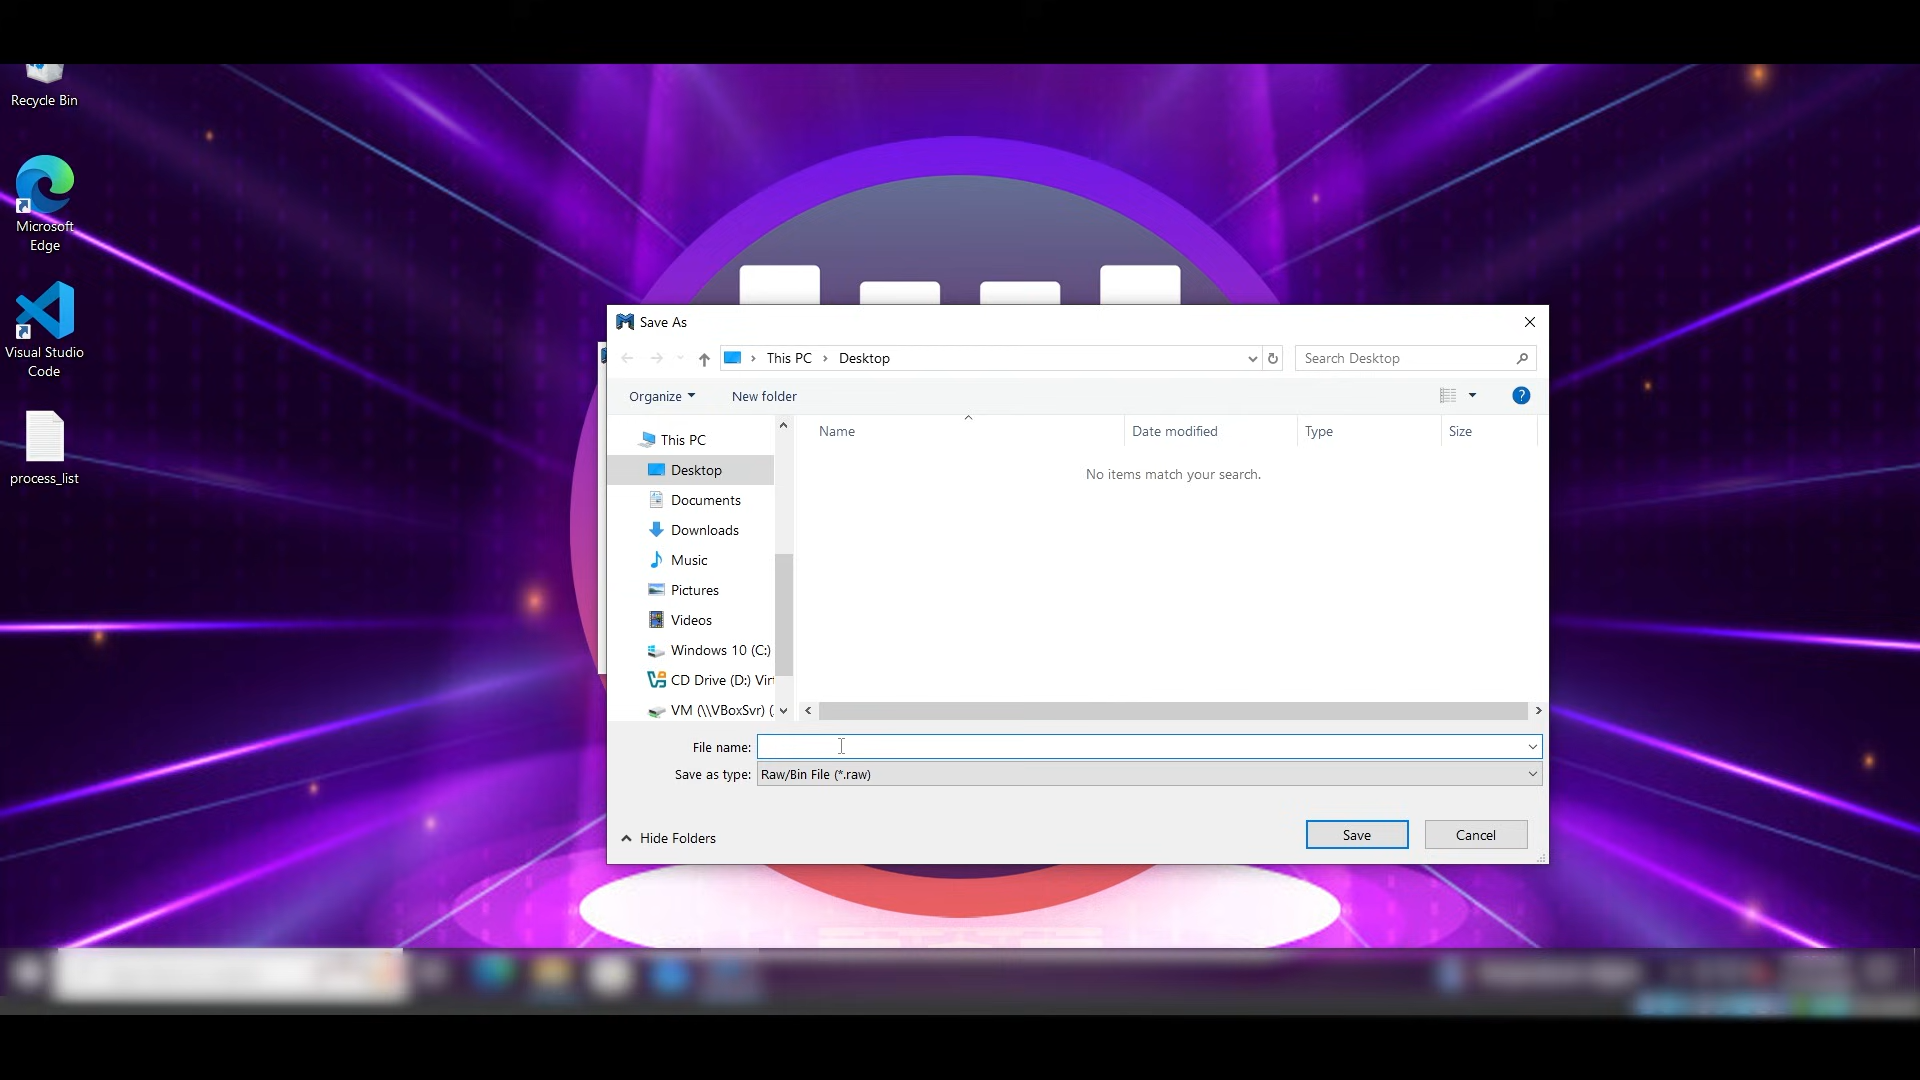 Recycle Bin
Microsoft
Edge
Visual Studio
Code
process_list
Save As
This PC
Desktop
Search Desktop
Organize
New folder
Name
Date modified
Type
Size
No items match your search.
This PC
Desktop
Documents
Downloads
Music
Pictures
Videos
Windows 10 (C:)
CD Drive (D:) Virt
VM (\\VBoxSvr) (
File name:
Save as type:
Raw/Bin File (*.raw)
Hide Folders
Save
Cancel